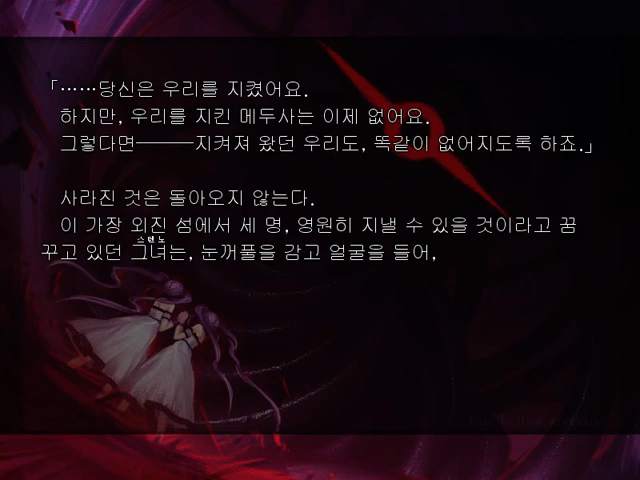 「……당신은 우리를 지켰어요.
하지만, 우리를 지킨 메두사는 이제 없어요.
그렇다면―――지켜져 왔던 우리도, 똑같이 없어지도록 하죠.」
사라진 것은 돌아오지 않는다.
이 가장 외진 섬에서 세 명, 영원히 지낼 수 있을 것이라고 꿈
스텐노
꾸고 있던 그녀는, 눈꺼풀을 감고 얼굴을 들어,